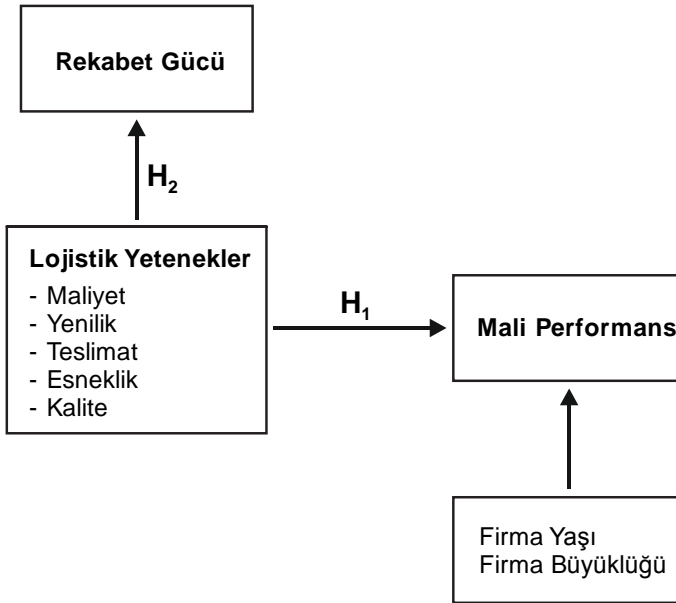 Rekabet Gücü
H₂
Lojistik Yetenekler
- Maliyet
- Yenilik
- Teslimat
- Esneklik
- Kalite
H₁
Mali Performans
Firma Yaşı
Firma Büyüklüğü